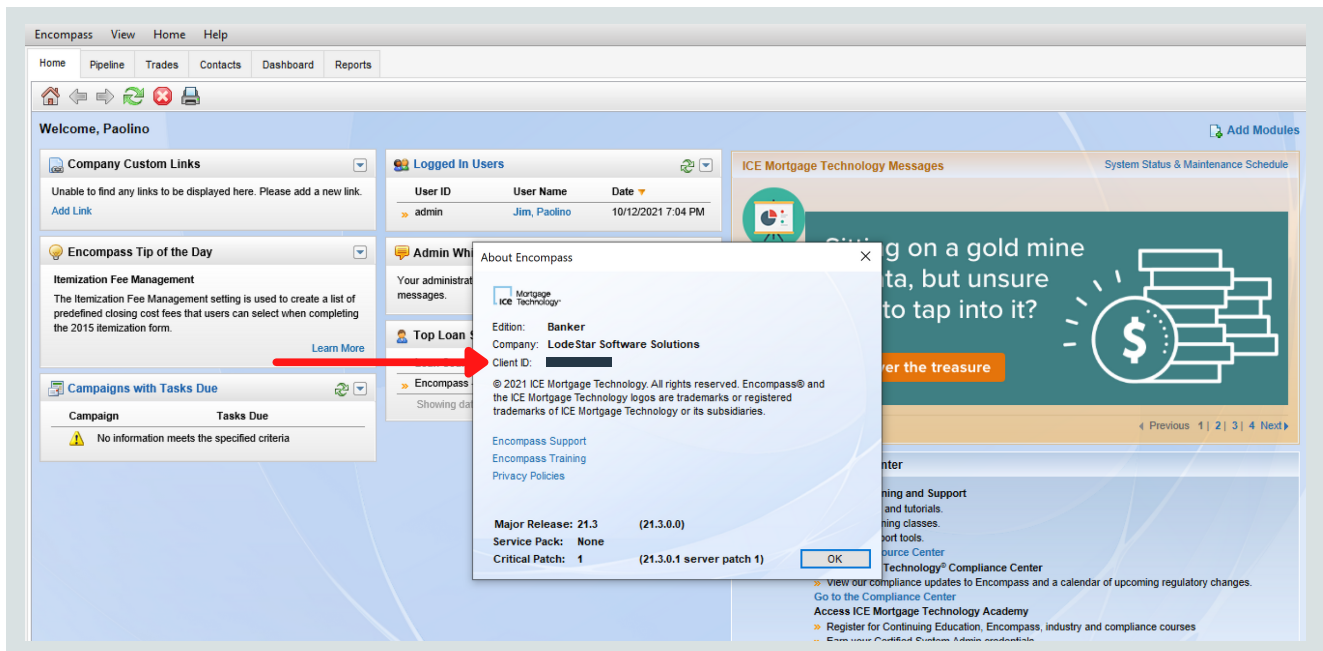 Encompass View Home Help
Home Pipeline Trades Contacts Dashboard Reports
Welcome, Paolino
Add Modules
Company Custom Links
Unable to find any links to be displayed here. Please add a new link.
Add Link
Encompass Tip of the Day
Itemization Fee Management
The Itemization Fee Management setting is used to create a list of
predefined closing cost fees that users can select when completing
the 2015 itemization form.
Learn More
Campaigns with Tasks Due
Campaign Tasks Due
No information meets the specified criteria
Logged In Users
User ID User Name Date
admin Jim, Paolino 10/12/2021 7:04 PM
Admin Whi
Your administrat
messages.
Top Loan
Encompass
Showing dat
About Encompass
ICE Mortgage
Technology
Edition: Banker
Company: LodeStar Software Solutions
Client ID:
© 2021 ICE Mortgage Technology. All rights reserved. Encompass® and
the ICE Mortgage Technology logos are trademarks or registered
trademarks of ICE Mortgage Technology or its subsidiaries.
Encompass Support
Encompass Training
Privacy Policies
Major Release: 21.3 (21.3.0.0)
Service Pack: None
Critical Patch: 1 (21.3.0.1 server patch 1)
OK
ICE Mortgage Technology Messages
System Status & Maintenance Schedule
g on a gold mine
ta, but unsure
to tap into it?
er the treasure
$
Previous 1| 2| 3| 4 Next
nter
ning and Support
and tutorials.
ning classes.
port tools.
ource Center
Technology® Compliance Center
View our compliance updates to Encompass and a calendar of upcoming regulatory changes.
Go to the Compliance Center
Access ICE Mortgage Technology Academy
Register for Continuing Education, Encompass, industry and compliance courses